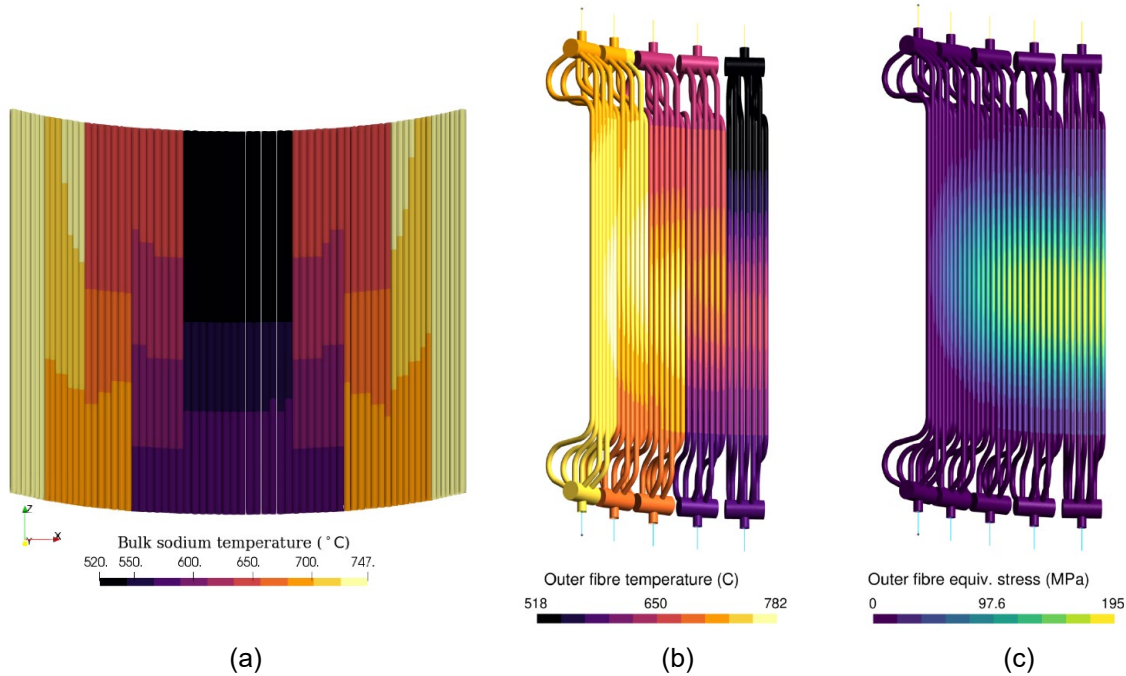 Z
X
Y
Bulk sodium temperature (°C)
520. 550. 600. 650. 700. 747.
(a)
Outer fibre temperature (C)
518 650 782
(b)
Outer fibre equiv. stress (MPa)
0 97.6 195
(c)